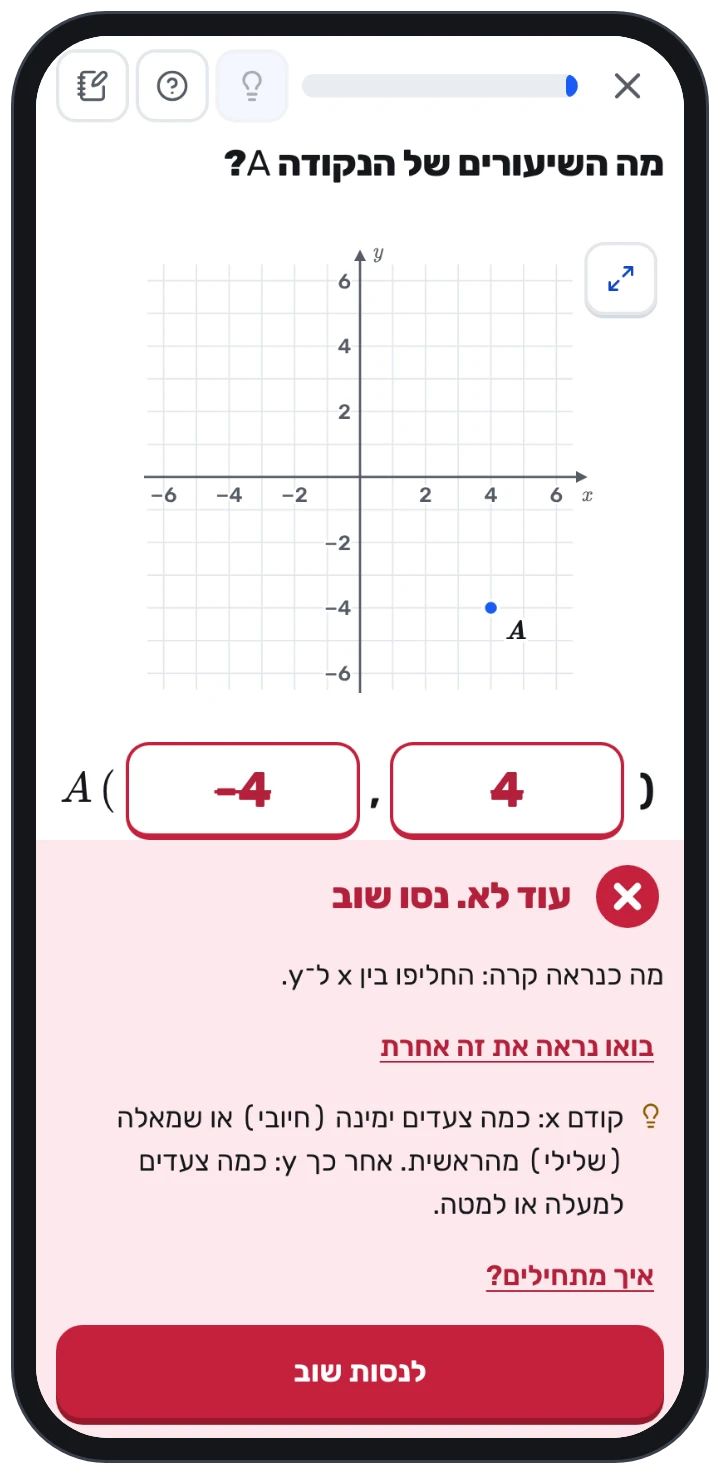 מה השיעורים של הנקודה A?
y
6
4
2
−6 −4 −2 2 4 6 x
−2
−4
A
−6
A ( −4 , 4 )
עוד לא. נסו שוב
מה כנראה קרה: החליפו בין x ל־y.
בואו נראה את זה אחרת
קודם x: כמה צעדים ימינה (חיובי) או שמאלה
(שלילי) מהראשית. אחר כך y: כמה צעדים
למעלה או למטה.
איך מתחילים?
לנסות שוב